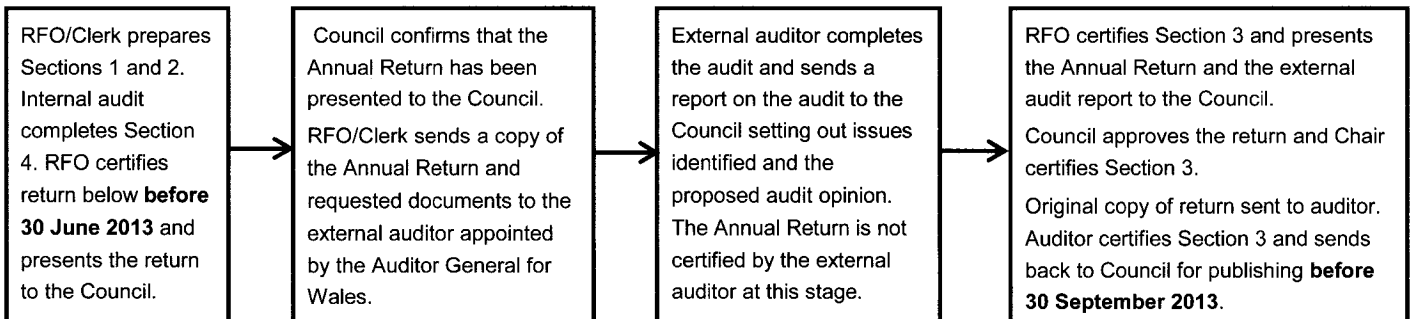 RFO/Clerk prepares
Sections 1 and 2.
Internal audit
completes Section
4. RFO certifies
return below before
30 June 2013 and
presents the return
to the Council.
Council confirms that the
Annual Return has been
presented to the Council.
RFO/Clerk sends a copy of
the Annual Return and
requested documents to the
external auditor appointed
by the Auditor General for
Wales.
External auditor completes
the audit and sends a
report on the audit to the
Council setting out issues
identified and the
proposed audit opinion.
The Annual Return is not
certified by the external
auditor at this stage.
RFO certifies Section 3 and presents
the Annual Return and the external
audit report to the Council.
Council approves the return and Chair
certifies Section 3.
Original copy of return sent to auditor.
Auditor certifies Section 3 and sends
back to Council for publishing before
30 September 2013.